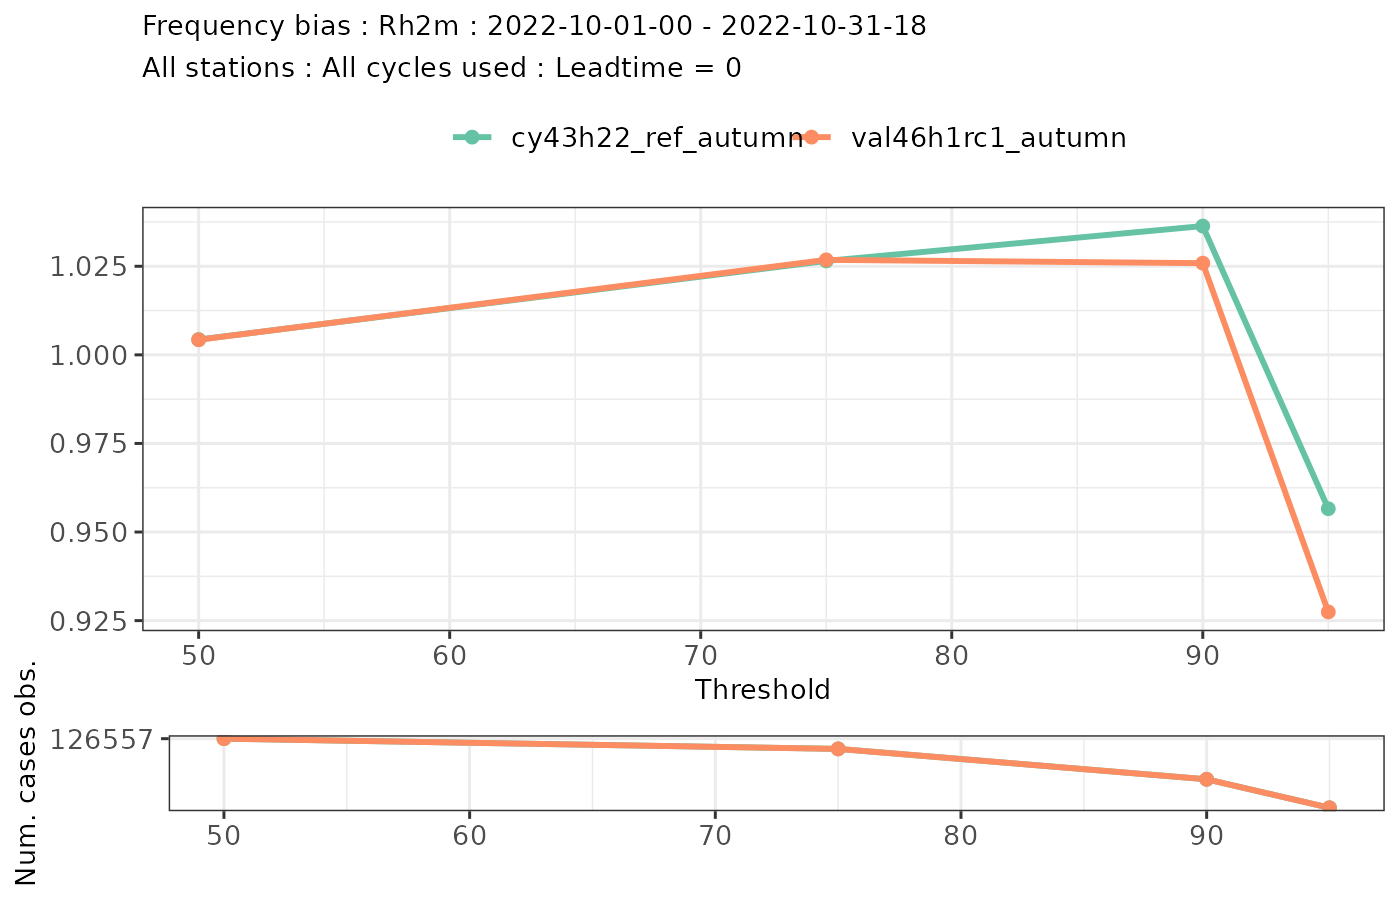 Frequency bias : Rh2m : 2022-10-01-00 - 2022-10-31-18
All stations : All cycles used : Leadtime = 0
cy43h22_ref_autumn val46h1rc1_autumn
1.025
1.000
0.975
0.950
0.925
50 60 70 80 90
Threshold
Num. cases obs.
126557
50 60 70 80 90